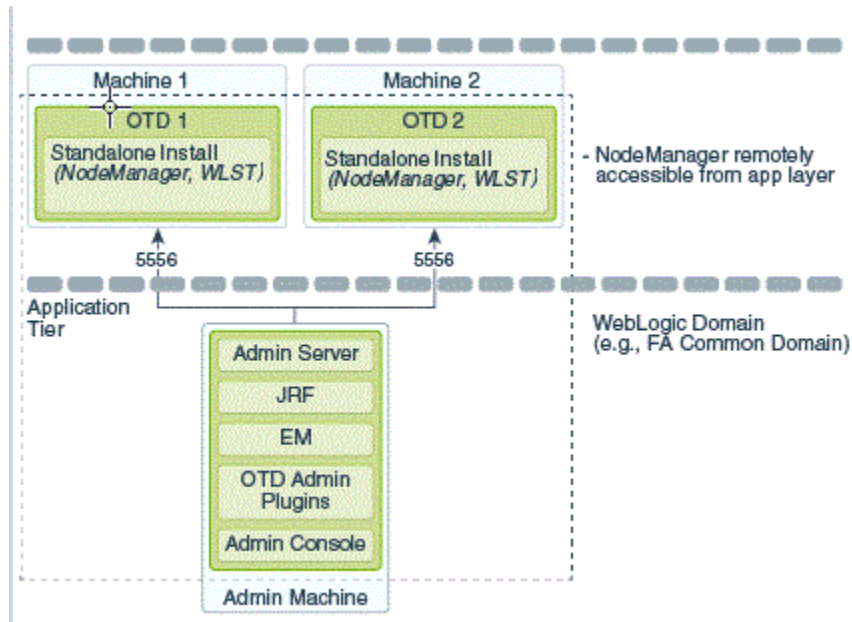 Machine 1
Machine 2
OTD 1
OTD 2
Standalone Install
(NodeManager, WLST)
Standalone Install
(NodeManager, WLST)
- NodeManager remotely
accessible from app layer
5556
5556
Application
Tier
WebLogic Domain
(e.g., FA Common Domain)
Admin Server
JRF
EM
OTD Admin
Plugins
Admin Console
Admin Machine